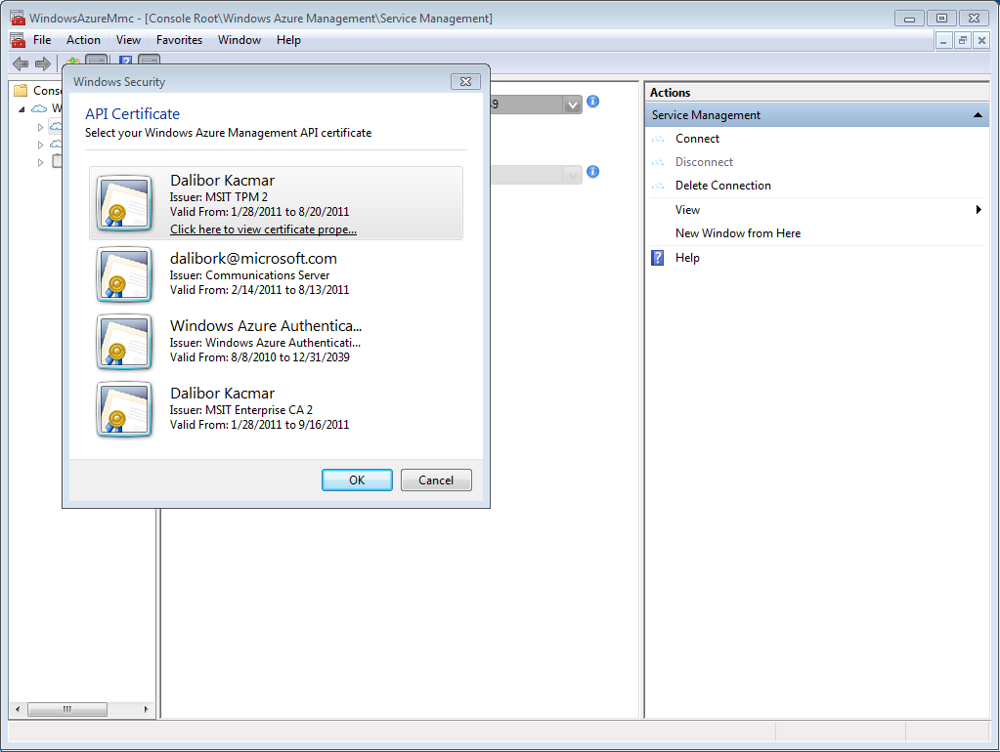 WindowsAzureMmc - [Console Root\Windows Azure Management\Service Management]
File Action View Favorites Window Help
Windows Security
API Certificate
Select your Windows Azure Management API certificate
Dalibor Kacmar
Issuer: MSIT TPM 2
Valid From: 1/28/2011 to 8/20/2011
Click here to view certificate prope...
dalibork@microsoft.com
Issuer: Communications Server
Valid From: 2/14/2011 to 8/13/2011
Windows Azure Authentica...
Issuer: Windows Azure Authenticati...
Valid From: 8/8/2010 to 12/31/2039
Dalibor Kacmar
Issuer: MSIT Enterprise CA 2
Valid From: 1/28/2011 to 9/16/2011
OK Cancel
Actions
Service Management
Connect
Disconnect
Delete Connection
View
New Window from Here
Help